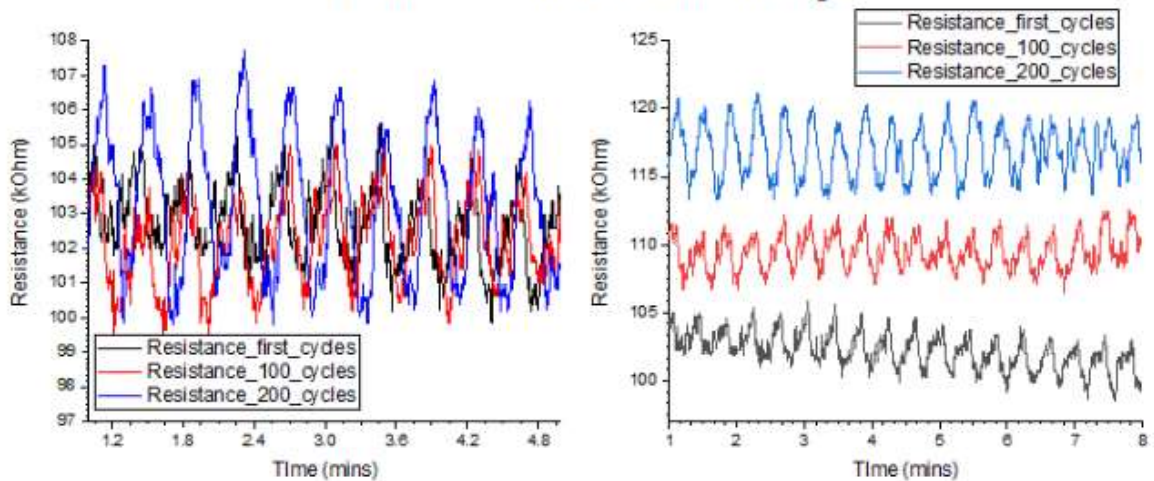 108
107
106
105
104
103
102
101
100
99
98
97
Resistance (kOhm)
Resistance_first_cycles
Resistance_100_cycles
Resistance_200_cycles
1.2 1.8 2.4 3.0 3.6 4.2 4.8
TIme (mins)
Resistance_first_cycles
Resistance_100_cycles
Resistance_200_cycles
125
120
115
110
105
100
Resistance (kOhm)
1 2 3 4 5 6 7 8
TIme (mins)